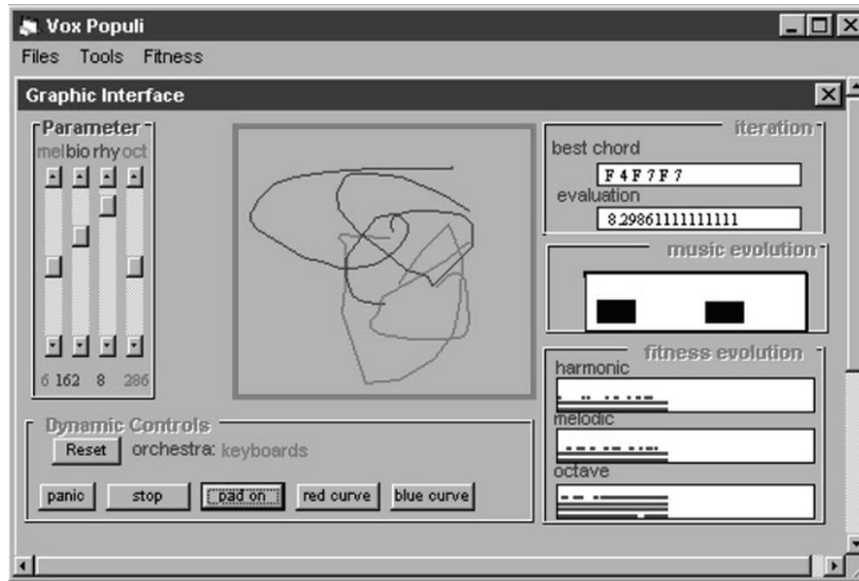 Vox Populi
Files Tools Fitness
Graphic Interface
Parameter
mel bio rhy oct
6 162 8 286
iteration
best chord
F 4 F 7 F 7
evaluation
8.29861111111111
music evolution
fitness evolution
harmonic
melodic
octave
Dynamic Controls
Reset orchestra: keyboards
panic stop pad on red curve blue curve